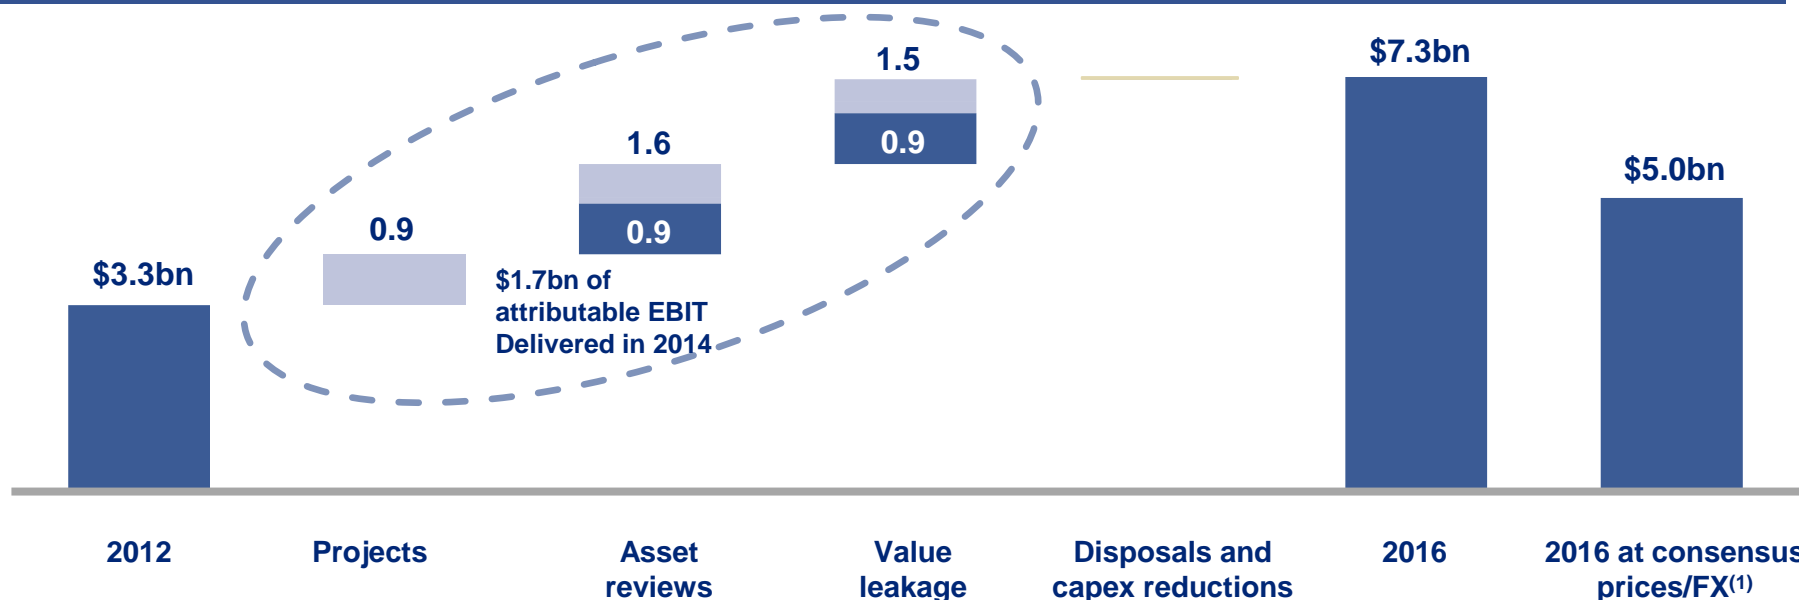 1.5
$7.3bn
0.9
1.6
$5.0bn
0.9
0.9
$3.3bn
$1.7bn of
attributable EBIT
Delivered in 2014
2012
Projects
Asset
reviews
Value
leakage
Disposals and
capex reductions
2016
2016 at consensus
prices/FX(1)